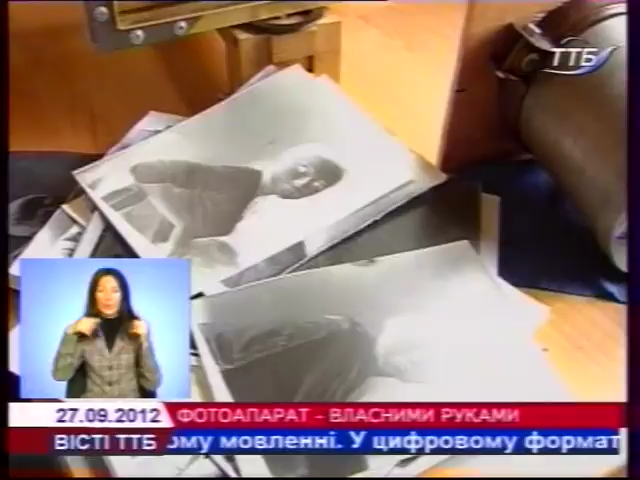 ТТБ
27.09.2012 ФОТОАПАРАТ - ВЛАСНИМИ РУКАМИ
ВІСТІ ТТБ ому мовленні. У цифровому формат